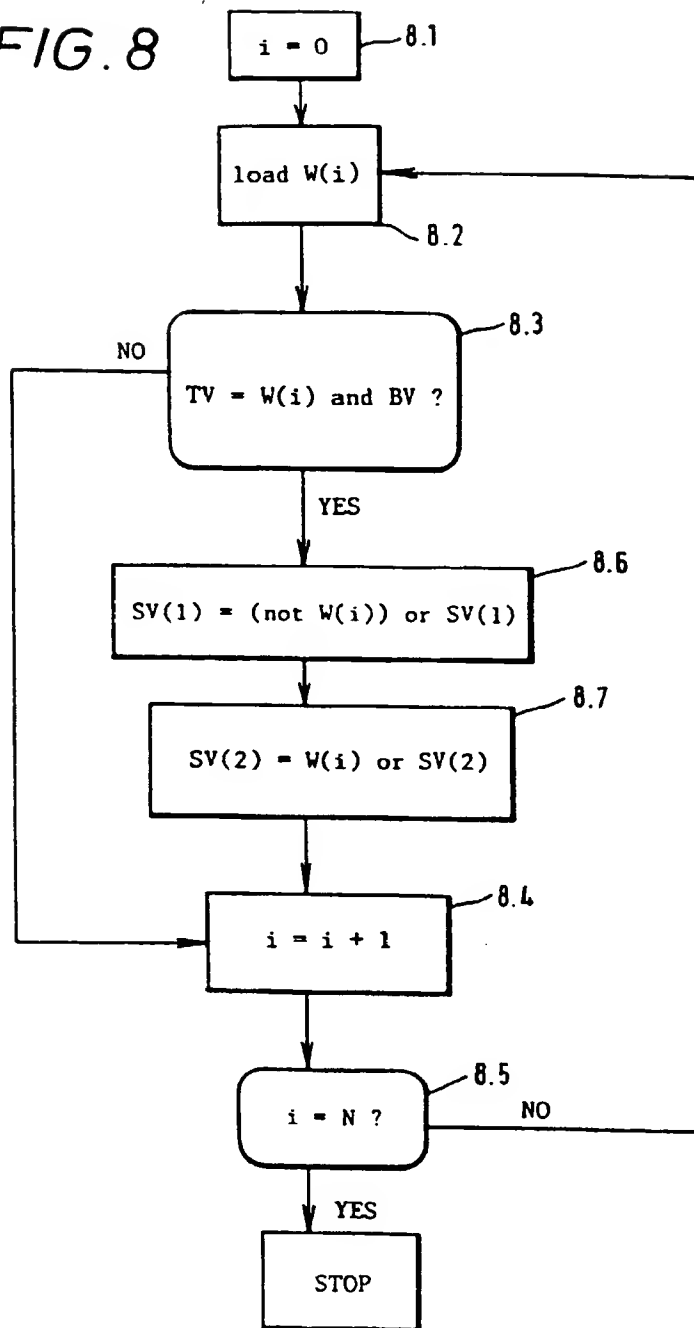 FIG. 8
i = 0
8.1
load W(i)
8.2
8.3
NO
TV = W(i) and BV ?
YES
8.6
SV(1) = (not W(i)) or SV(1)
8.7
SV(2) = W(i) or SV(2)
8.4
i = i + 1
8.5
i = N ?
NO
YES
STOP